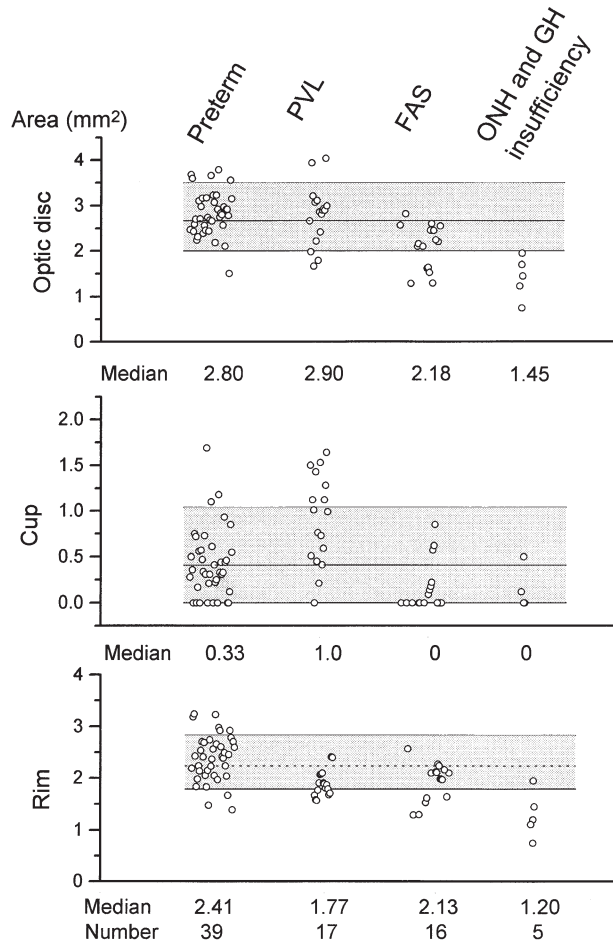 Area (mm²)
Preterm
PVL
FAS
ONH and GH
insufficiency
Optic disc
4
3
2
1
0
Median 2.80 2.90 2.18 1.45
Cup
2.0
1.5
1.0
0.5
0.0
Median 0.33 1.0 0 0
Rim
4
3
2
1
0
Median 2.41 1.77 2.13 1.20
Number 39 17 16 5